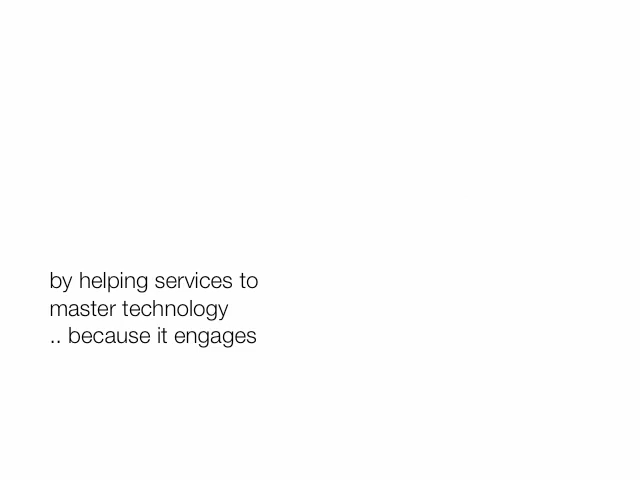 by helping services to
master technology
.. because it engages